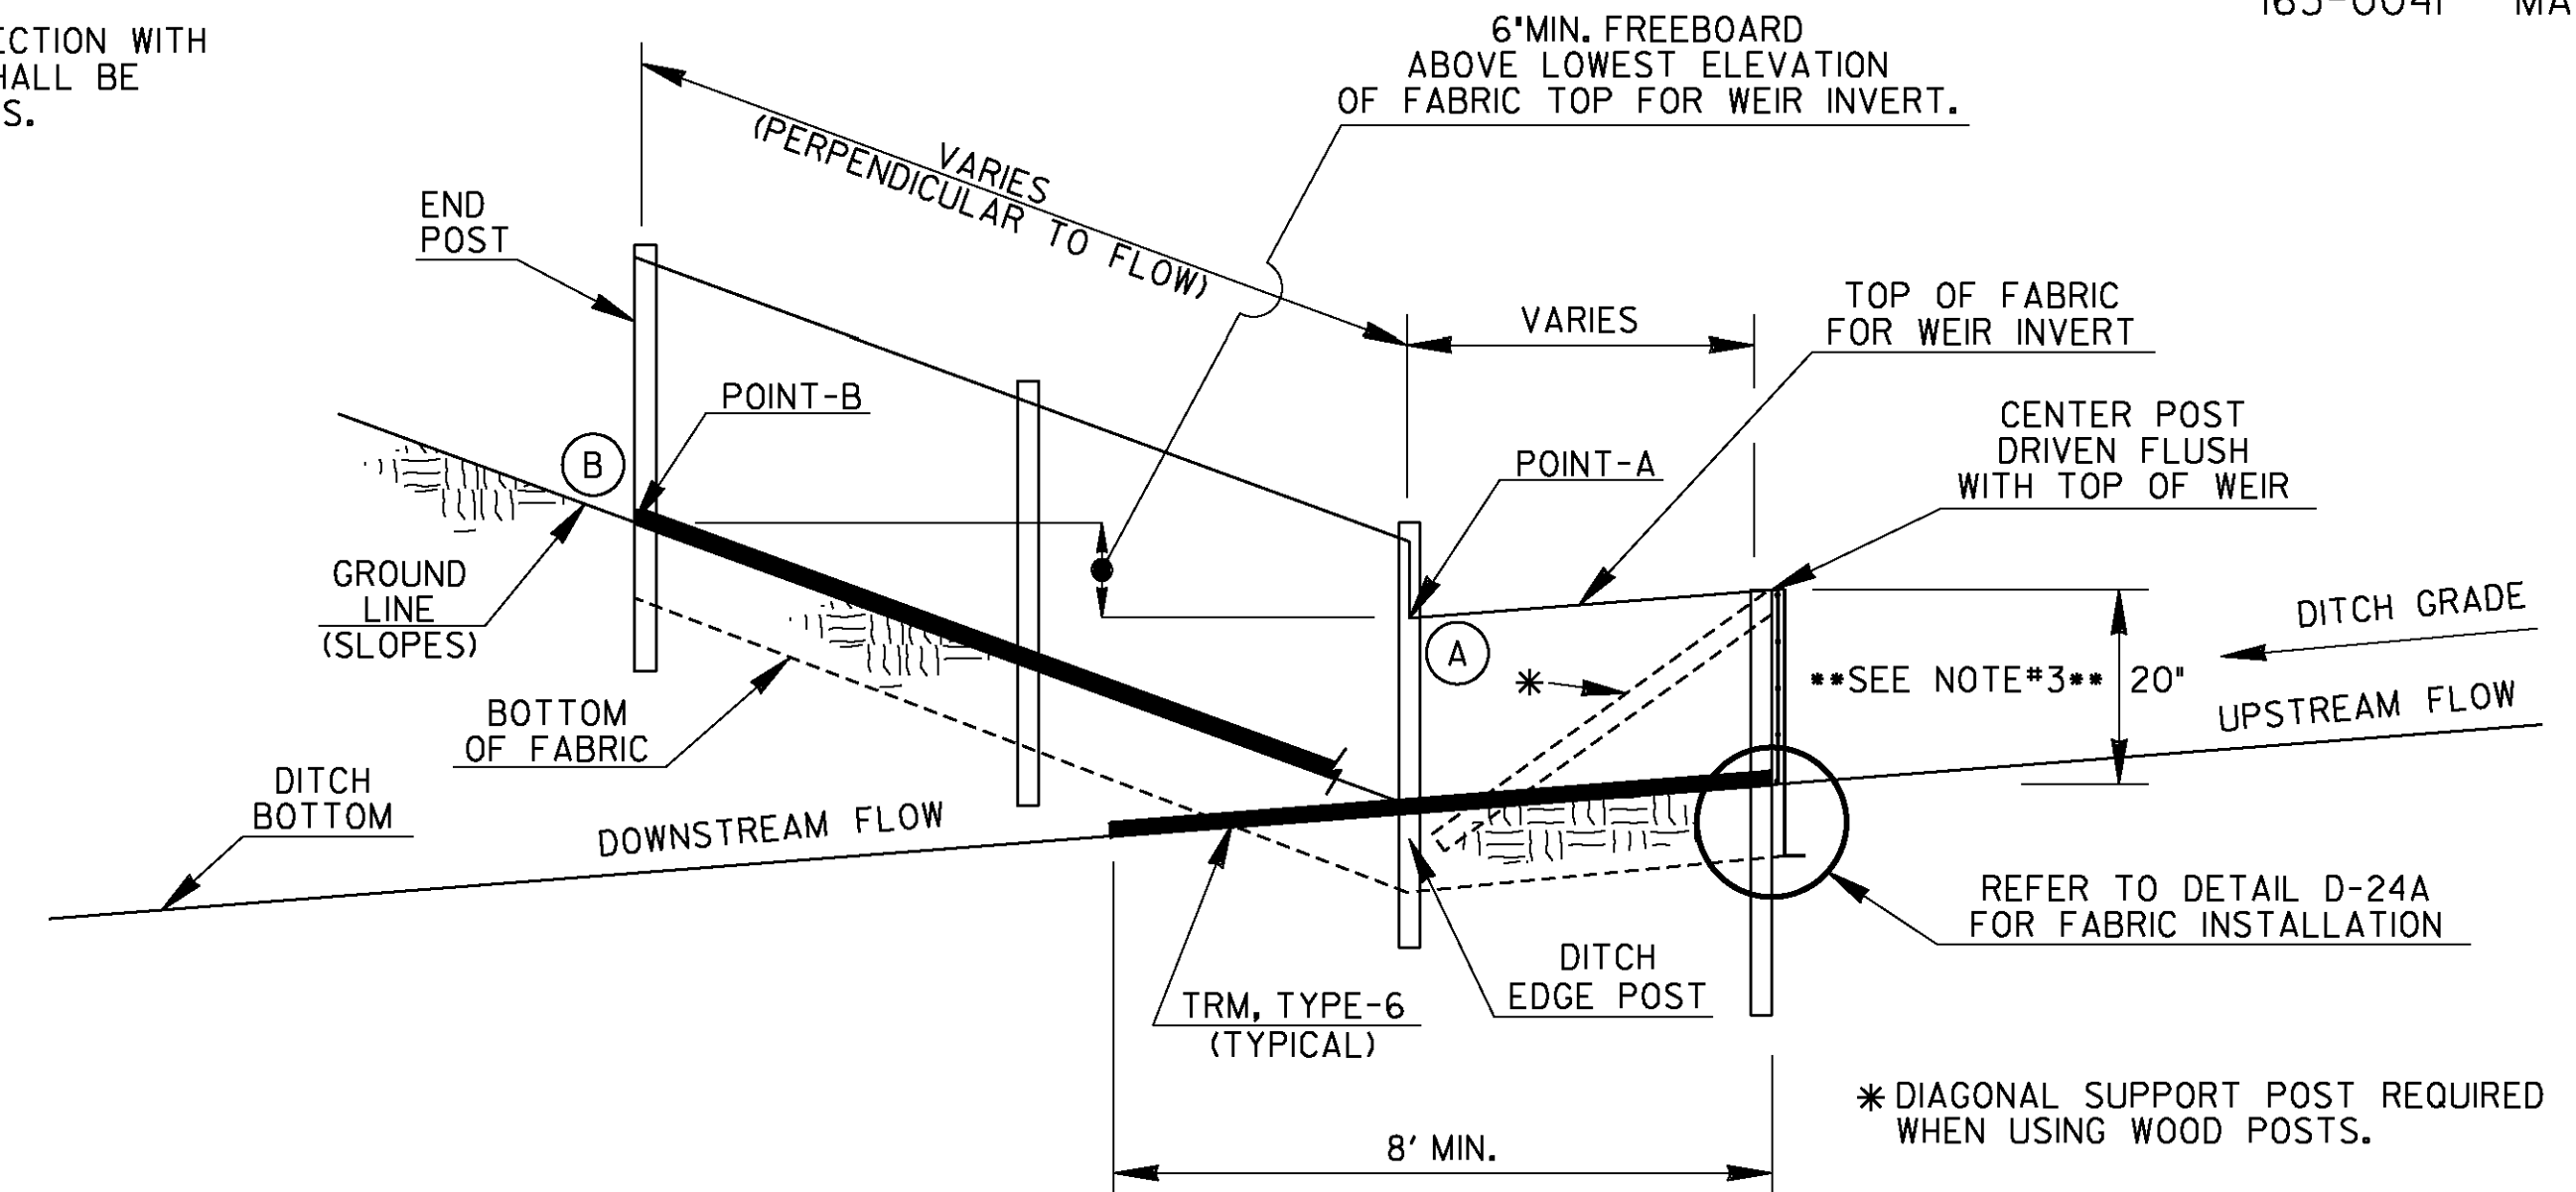 WITH
BE
6"MIN. FREEBOARD
ABOVE LOWEST ELEVATION
OF FABRIC TOP FOR WEIR INVERT.
VARIES
(PERPENDICULAR TO FLOW)
END
POST
VARIES
TOP OF FABRIC
FOR WEIR INVERT
POINT-B
CENTER POST
DRIVEN FLUSH
WITH TOP OF WEIR
POINT-A
B
GROUND
LINE
(SLOPES)
A
DITCH GRADE
*
**SEE NOTE#3** 20"
UPSTREAM FLOW
BOTTOM
OF FABRIC
DITCH
BOTTOM
DOWNSTREAM FLOW
REFER TO DETAIL D-24A
FOR FABRIC INSTALLATION
DITCH
EDGE POST
TRM, TYPE-6
(TYPICAL)
* DIAGONAL SUPPORT POST REQUIRED
WHEN USING WOOD POSTS.
8' MIN.